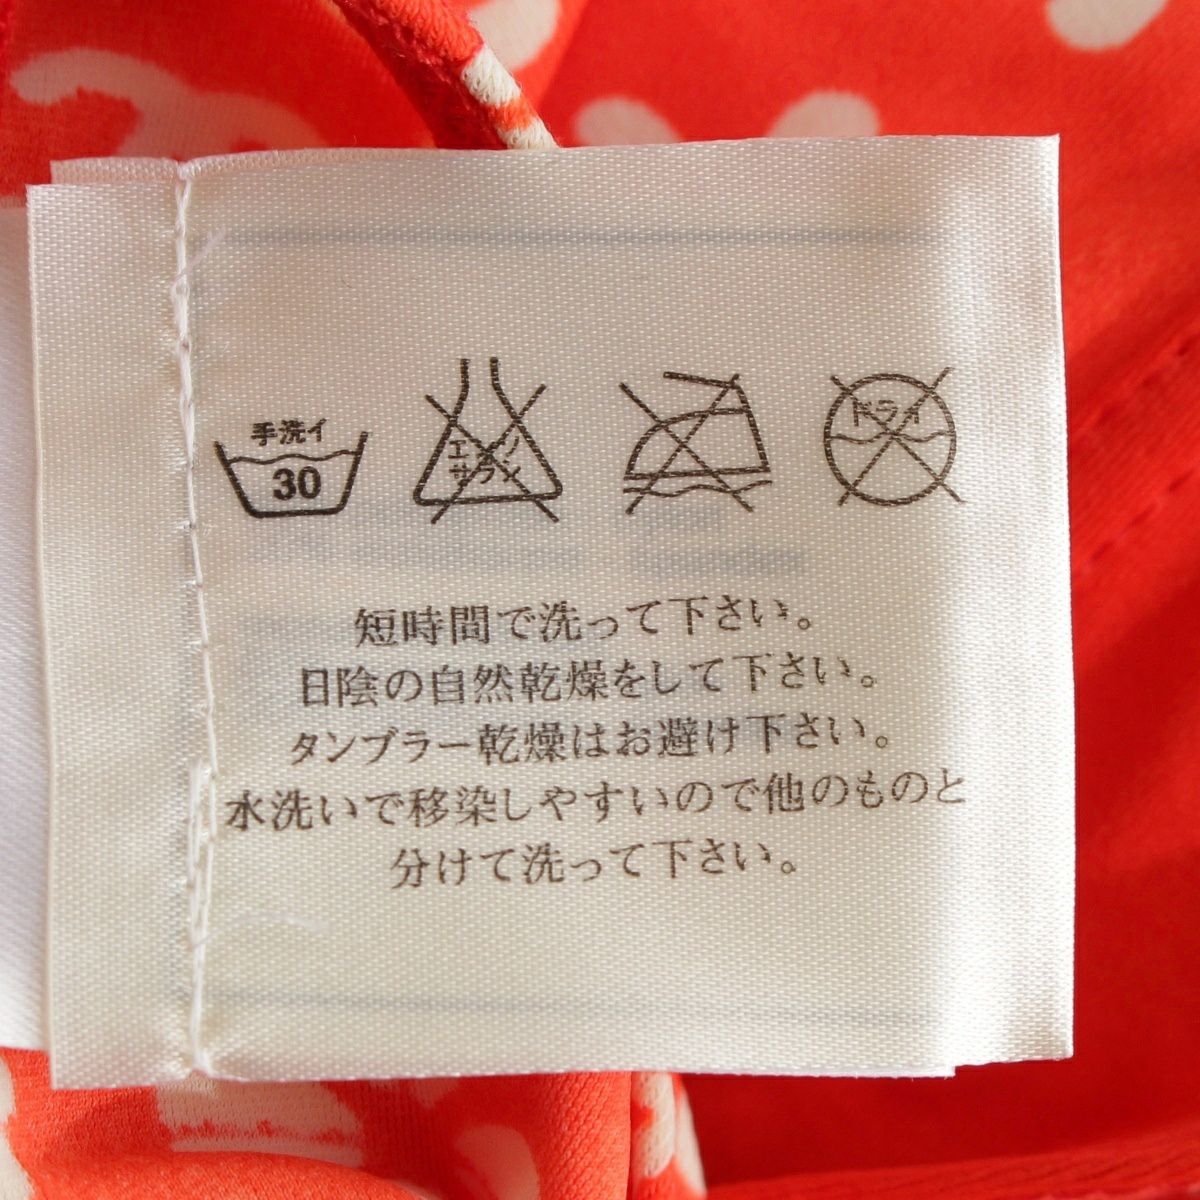 手洗イ
30
エンソ
サラシ
ドライ
短時間で洗って下さい。
日陰の自然乾燥をして下さい。
タンブラー乾燥はお避け下さい。
水洗いで移染しやすいので他のものと
分けて洗って下さい。